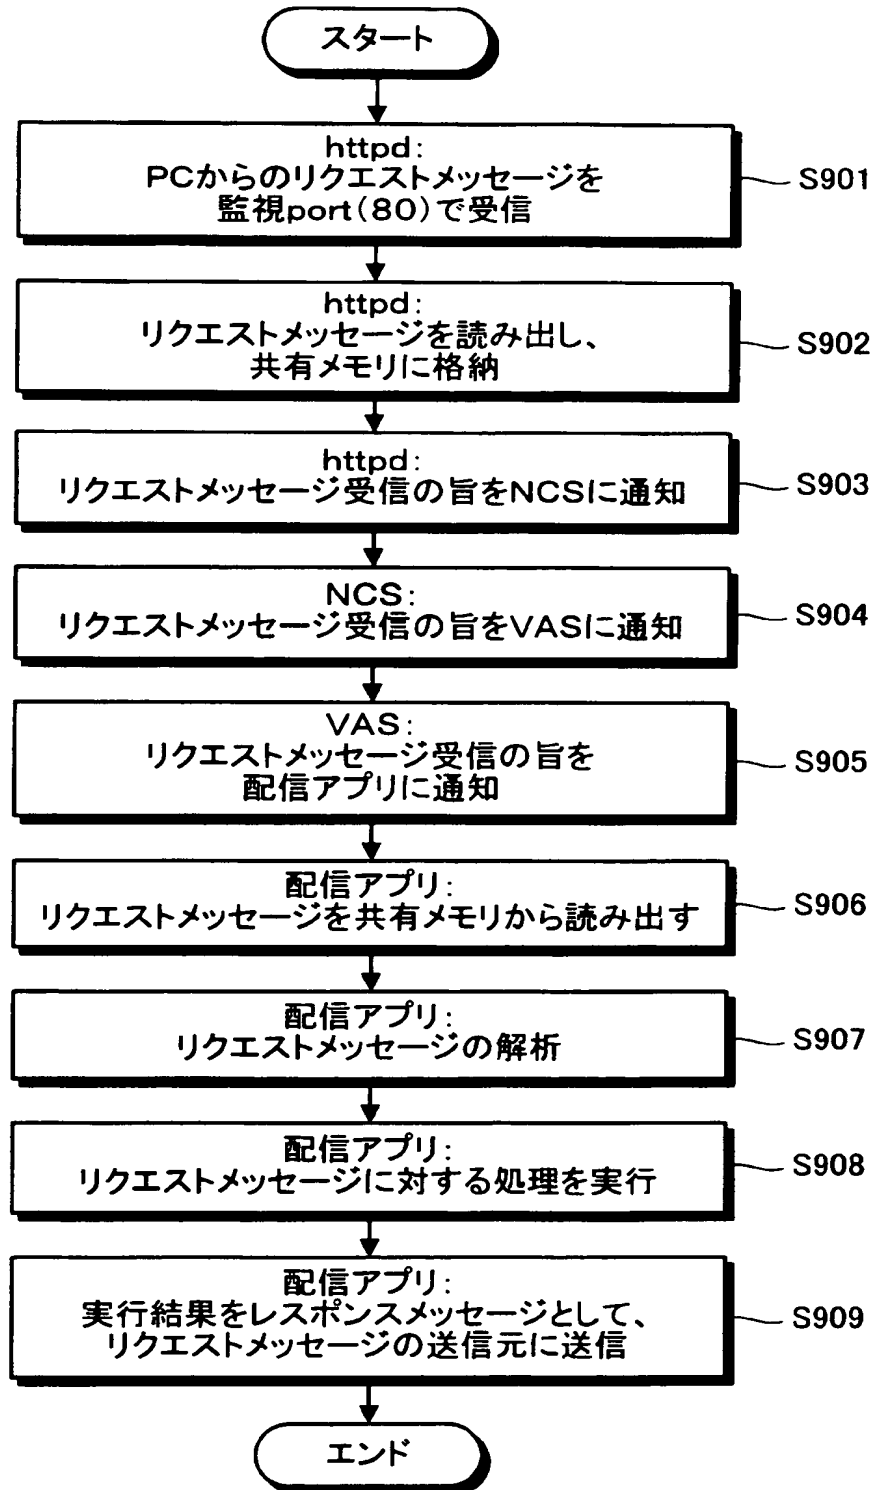 スタート
httpd:
PCからのリクエストメッセージを
監視port(80)で受信
S901
httpd:
リクエストメッセージを読み出し、
共有メモリに格納
S902
httpd:
リクエストメッセージ受信の旨をNCSに通知
S903
NCS:
リクエストメッセージ受信の旨をVASに通知
S904
VAS:
リクエストメッセージ受信の旨を
配信アプリに通知
S905
配信アプリ:
リクエストメッセージを共有メモリから読み出す
S906
配信アプリ:
リクエストメッセージの解析
S907
配信アプリ:
リクエストメッセージに対する処理を実行
S908
配信アプリ:
実行結果をレスポンスメッセージとして、
リクエストメッセージの送信元に送信
S909
エンド